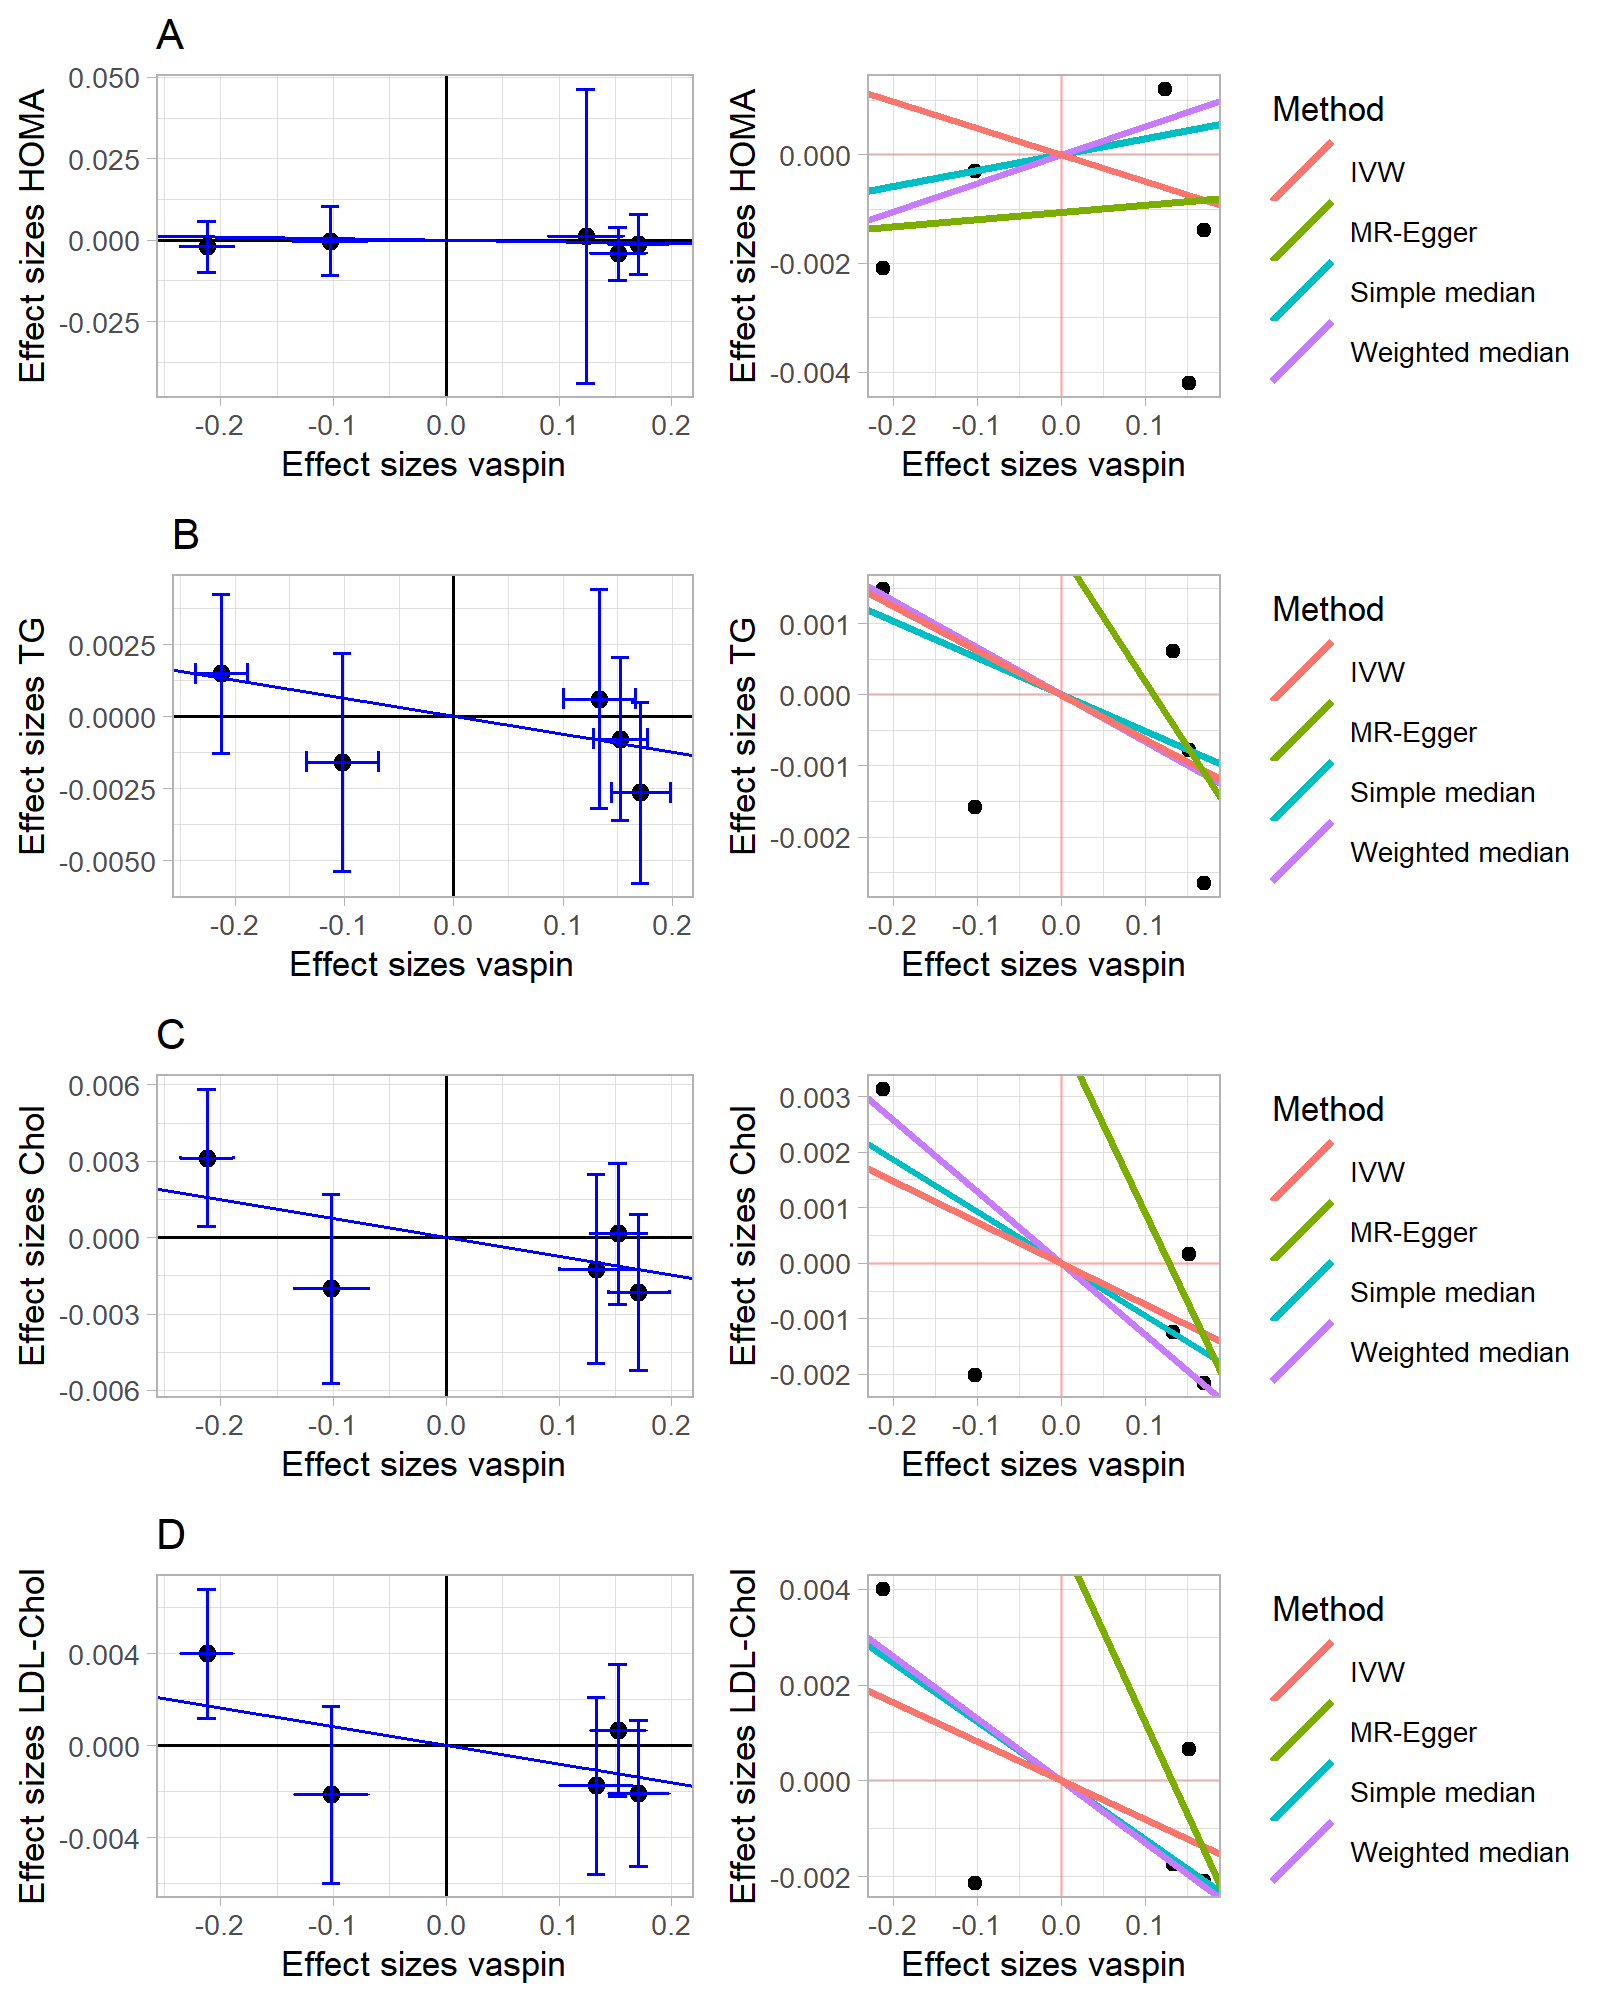 A
Effect sizes HOMA
0.050
0.025
0.000
-0.025
-0.2 -0.1 0.0 0.1 0.2
Effect sizes vaspin
Effect sizes HOMA
0.000
-0.002
-0.004
-0.2 -0.1 0.0 0.1
Effect sizes vaspin
Method
IVW
MR-Egger
Simple median
Weighted median
B
Effect sizes TG
0.0025
0.0000
-0.0025
-0.0050
-0.2 -0.1 0.0 0.1 0.2
Effect sizes vaspin
Effect sizes TG
0.001
0.000
-0.001
-0.002
-0.2 -0.1 0.0 0.1
Effect sizes vaspin
Method
IVW
MR-Egger
Simple median
Weighted median
C
Effect sizes Chol
0.006
0.003
0.000
-0.003
-0.006
-0.2 -0.1 0.0 0.1 0.2
Effect sizes vaspin
Effect sizes Chol
0.003
0.002
0.001
0.000
-0.001
-0.002
-0.2 -0.1 0.0 0.1
Effect sizes vaspin
Method
IVW
MR-Egger
Simple median
Weighted median
D
Effect sizes LDL-Chol
0.004
0.000
-0.004
-0.2 -0.1 0.0 0.1 0.2
Effect sizes vaspin
Effect sizes LDL-Chol
0.004
0.002
0.000
-0.002
-0.2 -0.1 0.0 0.1
Effect sizes vaspin
Method
IVW
MR-Egger
Simple median
Weighted median